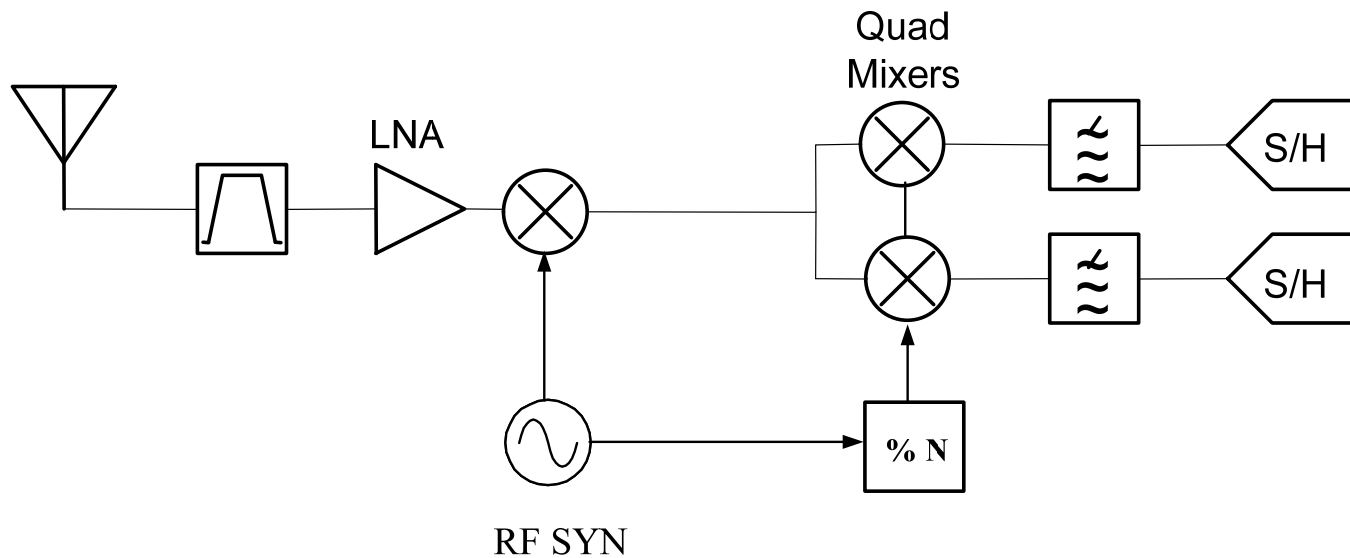 Quad
Mixers
LNA
S/H
S/H
% N
RF SYN